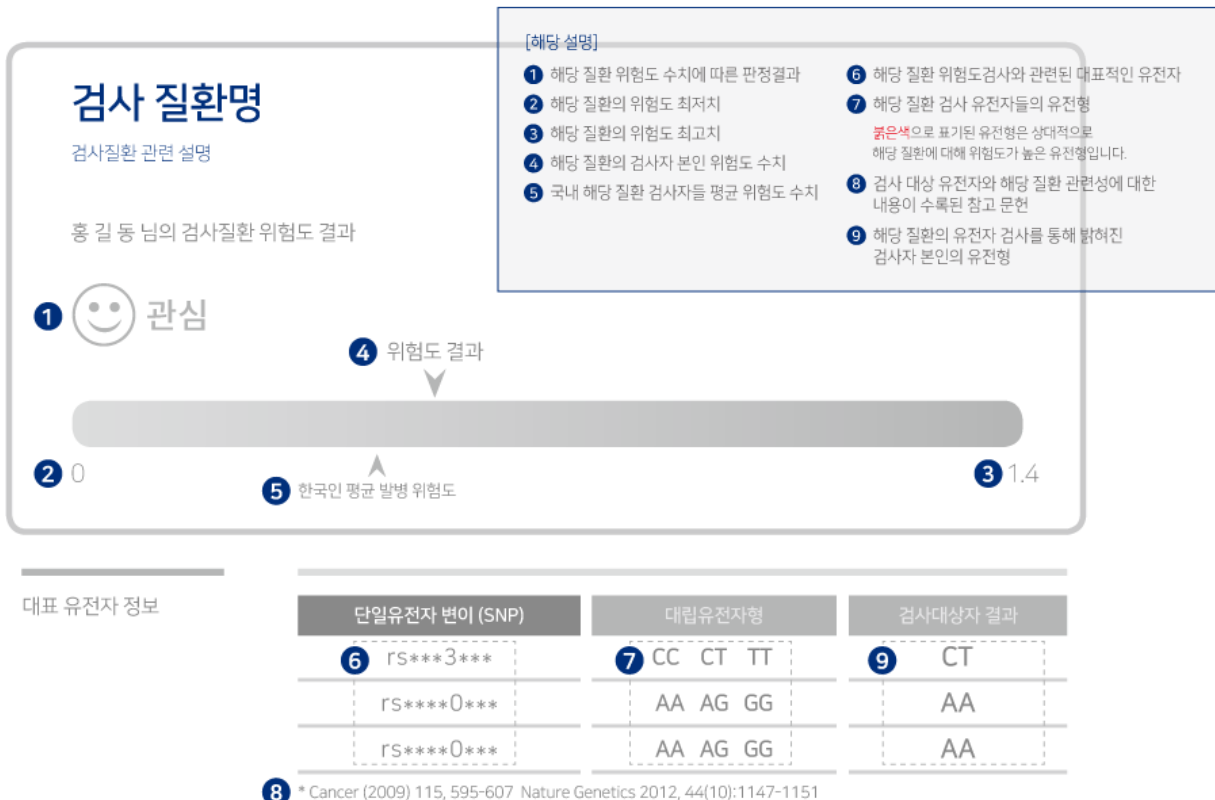 [해당 설명]
1 해당 질환 위험도 수치에 따른 판정결과
2 해당 질환의 위험도 최저치
3 해당 질환의 위험도 최고치
4 해당 질환의 검사자 본인 위험도 수치
5 국내 해당 질환 검사자들 평균 위험도 수치
6 해당 질환 위험도검사와 관련된 대표적인 유전자
7 해당 질환 검사 유전자들의 유전형
붉은색으로 표기된 유전형은 상대적으로
해당 질환에 대해 위험도가 높은 유전형입니다.
8 검사 대상 유전자와 해당 질환 관련성에 대한
내용이 수록된 참고 문헌
9 해당 질환의 유전자 검사를 통해 밝혀진
검사자 본인의 유전형
검사 질환명
검사질환 관련 설명
홍 길 동 님의 검사질환 위험도 결과
1 관심
4 위험도 결과
2 0
3 1.4
5 한국인 평균 발병 위험도
대표 유전자 정보
단일유전자 변이 (SNP) 대립유전자형 검사대상자 결과
6 rs***3*** 7 CC CT TT 9 CT
rs****0*** AA AG GG AA
rs****0*** AA AG GG AA
8 * Cancer (2009) 115, 595-607 Nature Genetics 2012, 44(10):1147-1151